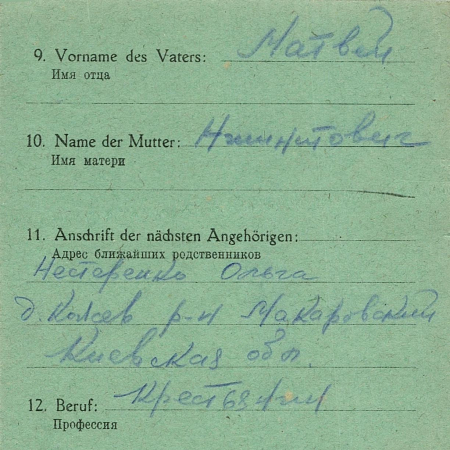 9. Vorname des Vaters: Матвей
Имя отца
10. Name der Mutter:
Имя матери
11. Anschrift der nächsten Angehörigen:
Адрес ближайших родственников
Нестеренко Ольга
д. р-н Макаровский
Киевская обл.
12. Beruf: Крестьянин
Профессия